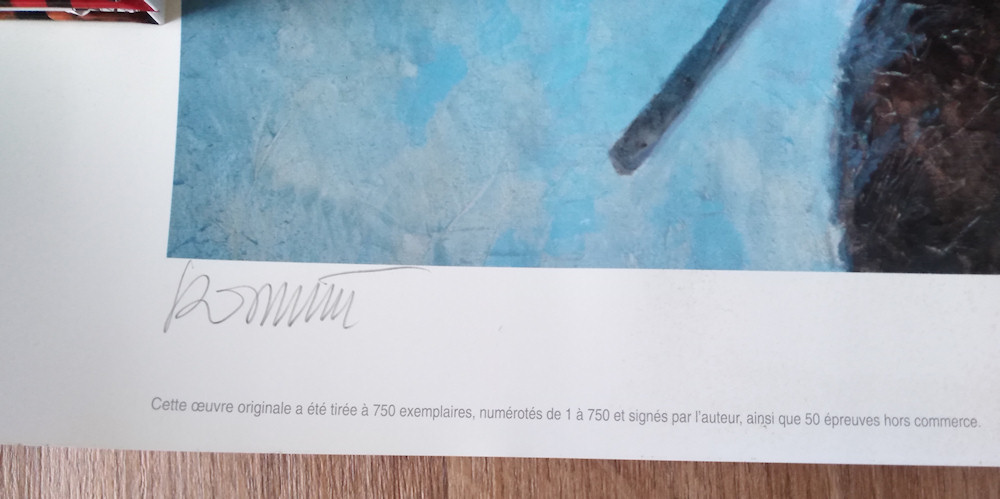 Cette œuvre originale a été tirée à 750 exemplaires, numérotés de 1 à 750 et signés par l'auteur, ainsi que 50 épreuves hors commerce.